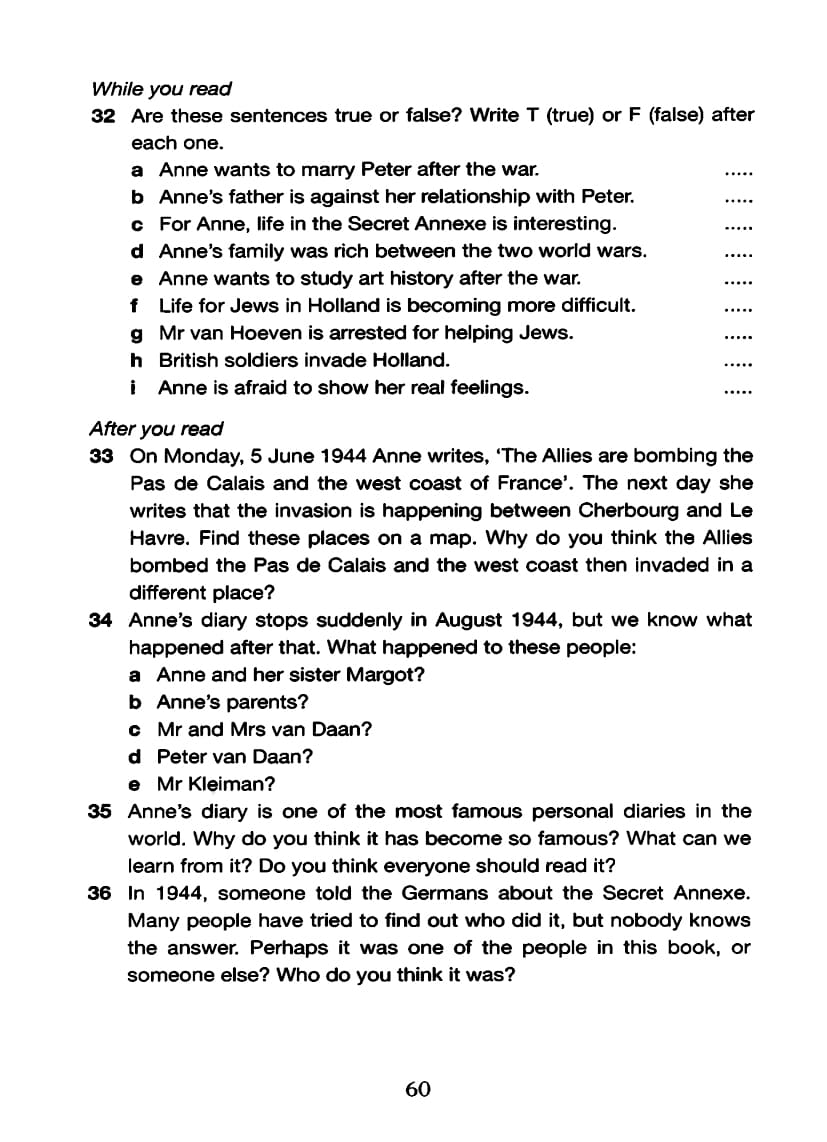 While you read
32 Are these sentences true or false? Write T (true) or F (false) after
each one.
a Anne wants to marry Peter after the war. .....
b Anne's father is against her relationship with Peter. .....
c For Anne, life in the Secret Annexe is interesting. .....
d Anne's family was rich between the two world wars. .....
e Anne wants to study art history after the war. .....
f Life for Jews in Holland is becoming more difficult. .....
g Mr van Hoeven is arrested for helping Jews. .....
h British soldiers invade Holland. .....
i Anne is afraid to show her real feelings. .....
After you read
33 On Monday, 5 June 1944 Anne writes, 'The Allies are bombing the
Pas de Calais and the west coast of France'. The next day she
writes that the invasion is happening between Cherbourg and Le
Havre. Find these places on a map. Why do you think the Allies
bombed the Pas de Calais and the west coast then invaded in a
different place?
34 Anne's diary stops suddenly in August 1944, but we know what
happened after that. What happened to these people:
a Anne and her sister Margot?
b Anne's parents?
c Mr and Mrs van Daan?
d Peter van Daan?
e Mr Kleiman?
35 Anne's diary is one of the most famous personal diaries in the
world. Why do you think it has become so famous? What can we
learn from it? Do you think everyone should read it?
36 In 1944, someone told the Germans about the Secret Annexe.
Many people have tried to find out who did it, but nobody knows
the answer. Perhaps it was one of the people in this book, or
someone else? Who do you think it was?
60